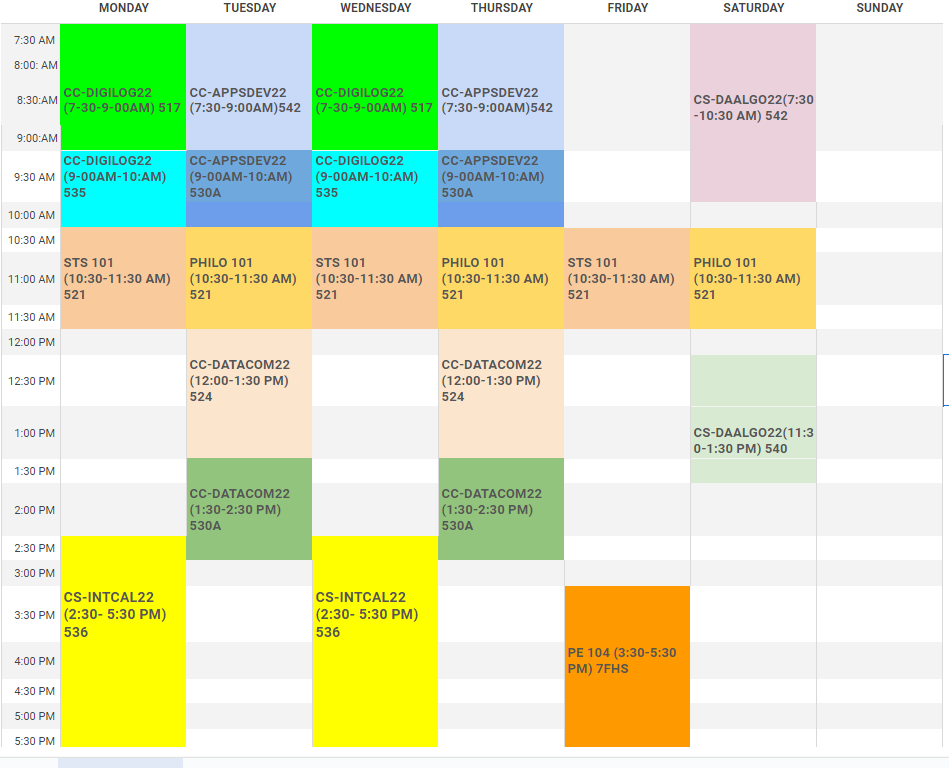 MONDAY TUESDAY WEDNESDAY THURSDAY FRIDAY SATURDAY SUNDAY
7:30 AM
8:00: AM
8:30:AM
CC-DIGILOG22 CC-APPSDEV22 CC-DIGILOG22 CC-APPSDEV22 CS-DAALGO22(7:30
(7-30-9-00AM) 517 (7:30-9:00AM)542 (7-30-9-00AM) 517 (7:30-9:00AM)542 -10:30 AM) 542
9:00:AM
CC-DIGILOG22 CC-APPSDEV22 CC-DIGILOG22 CC-APPSDEV22
9:30 AM (9-00AM-10:AM) (9-00AM-10:AM) (9-00AM-10:AM) (9-00AM-10:AM)
535 530A 535 530A
10:00 AM
10:30 AM
STS 101 PHILO 101 STS 101 PHILO 101 STS 101 PHILO 101
11:00 AM (10:30-11:30 AM) (10:30-11:30 AM) (10:30-11:30 AM) (10:30-11:30 AM) (10:30-11:30 AM) (10:30-11:30 AM)
521 521 521 521 521 521
11:30 AM
12:00 PM
CC-DATACOM22 CC-DATACOM22
12:30 PM (12:00-1:30 PM) (12:00-1:30 PM)
524 524
1:00 PM CS-DAALGO22(11:3
0-1:30 PM) 540
1:30 PM
CC-DATACOM22 CC-DATACOM22
2:00 PM (1:30-2:30 PM) (1:30-2:30 PM)
530A 530A
2:30 PM
3:00 PM
CS-INTCAL22 CS-INTCAL22
3:30 PM (2:30- 5:30 PM) (2:30- 5:30 PM)
536 536
PE 104 (3:30-5:30
4:00 PM PM) 7FHS
4:30 PM
5:00 PM
5:30 PM